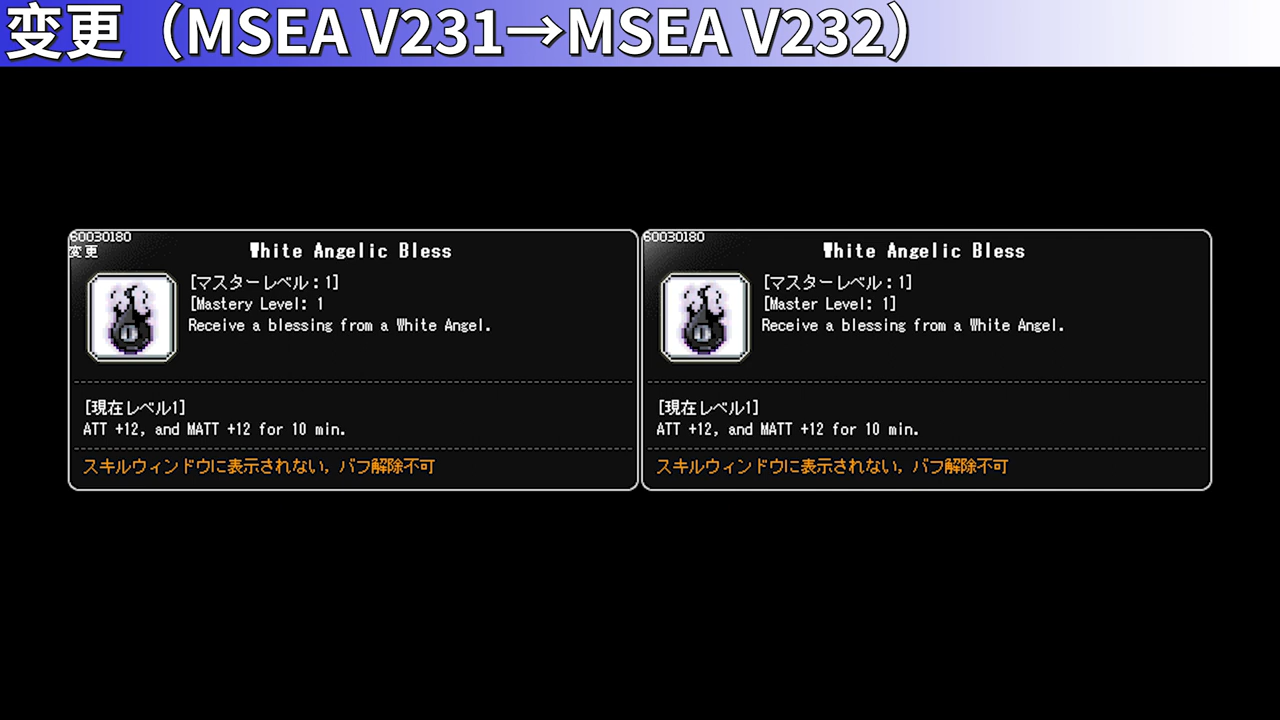 変更（MSEA V231→MSEA V232）
60030180
変更
White Angelic Bless
[マスターレベル：1]
[Mastery Level: 1
Receive a blessing from a White Angel.
[現在レベル1]
ATT +12, and MATT +12 for 10 min.
スキルウィンドウに表示されない, バフ解除不可
60030180
White Angelic Bless
[マスターレベル：1]
[Master Level: 1]
Receive a blessing from a White Angel.
[現在レベル1]
ATT +12, and MATT +12 for 10 min.
スキルウィンドウに表示されない, バフ解除不可